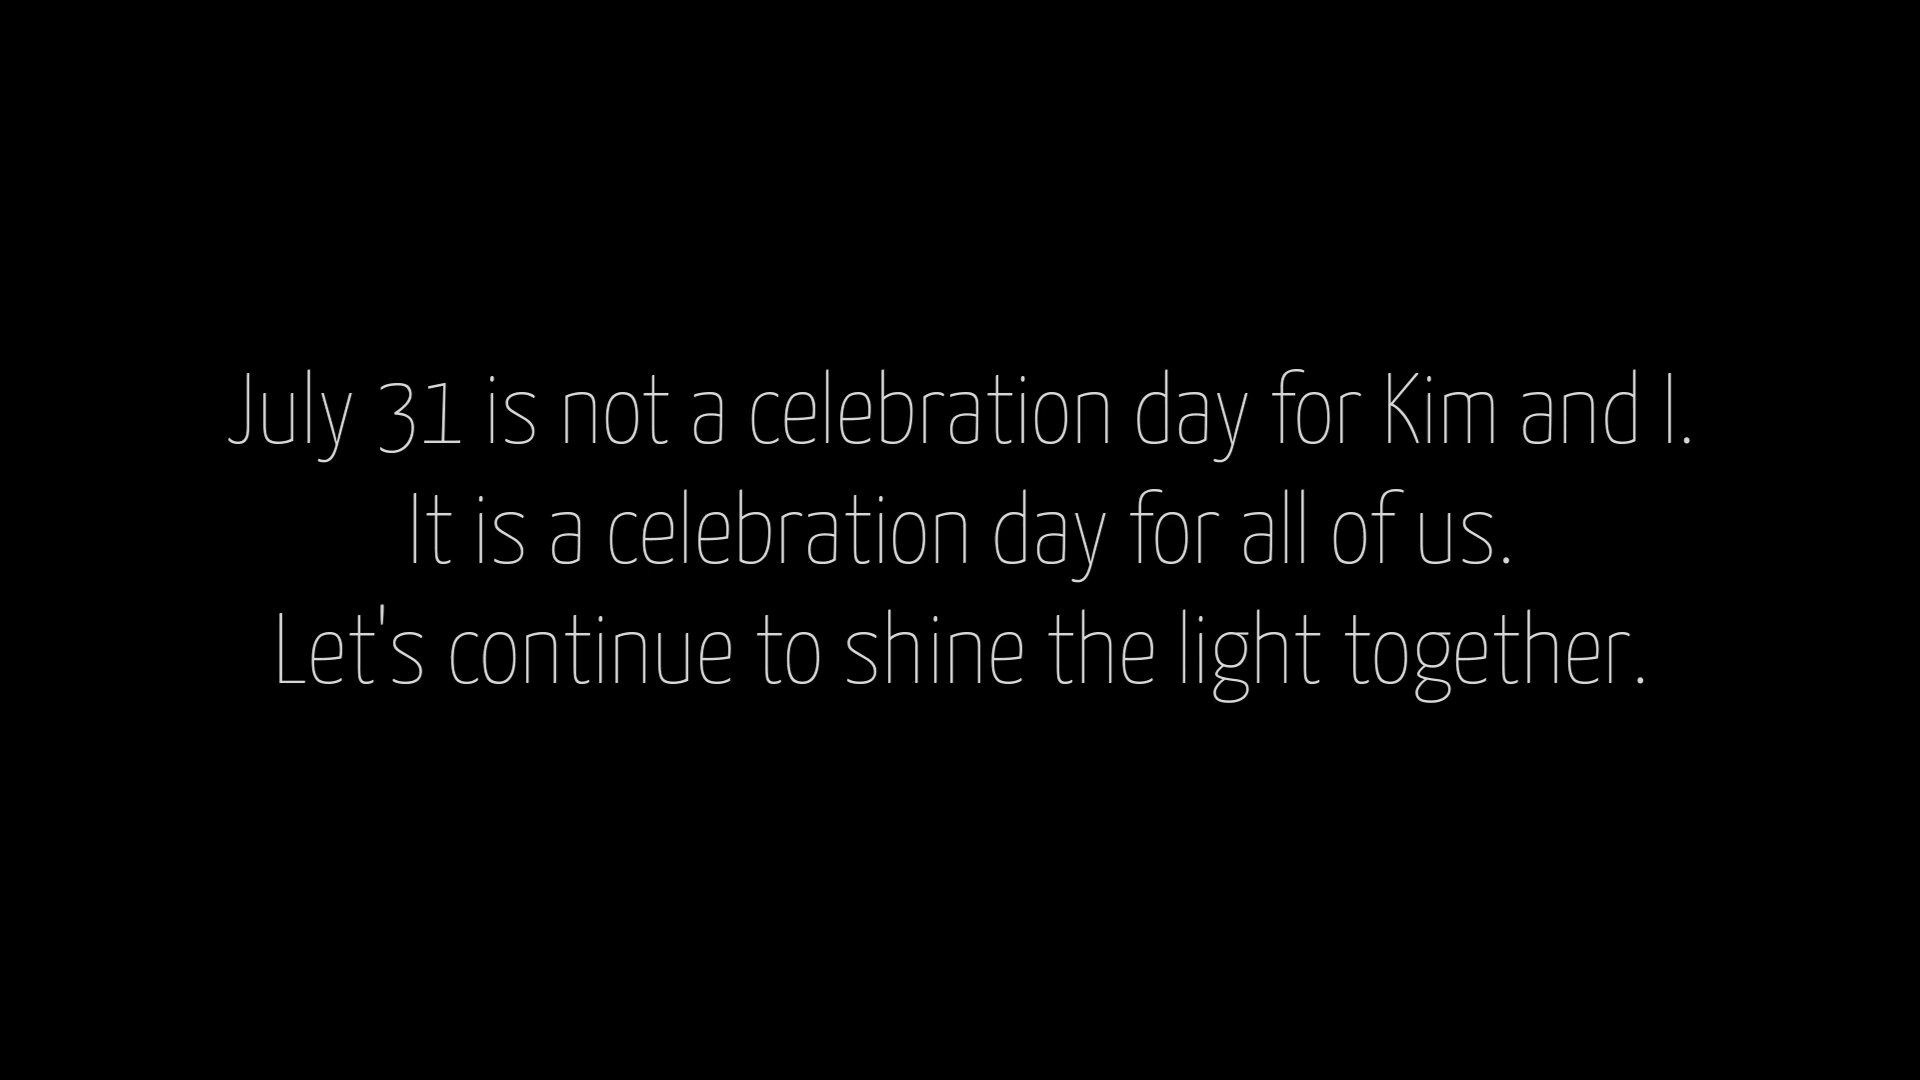 July 31 is not a celebration day for Kim and I.
It is a celebration day for all of us.
Let's continue to shine the light together.